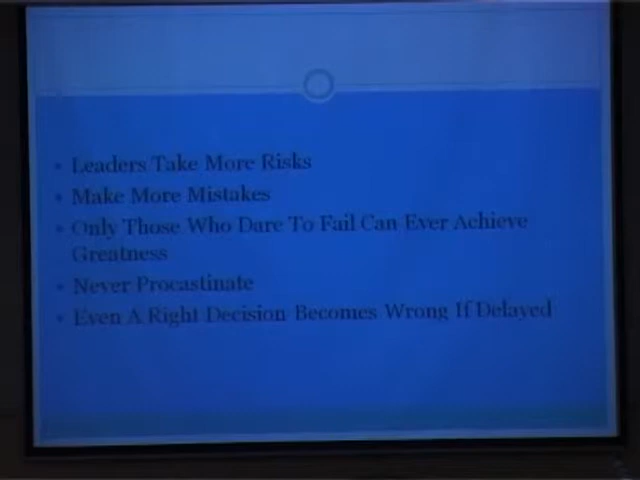 Leaders Take More Risks
Make More Mistakes
Only Those Who Dare To Fail Can Ever Achieve
Greatness
Never Procastinate
Even A Right Decision Becomes Wrong If Delayed